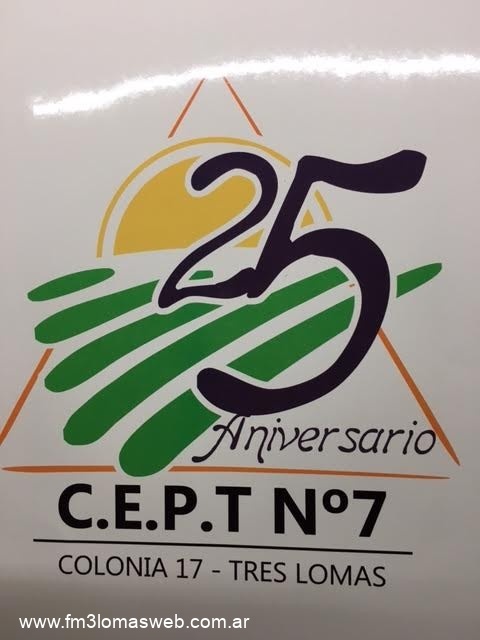 25
Aniversario
C.E.P.T Nº7
COLONIA 17 - TRES LOMAS
www.fm3lomasweb.com.ar